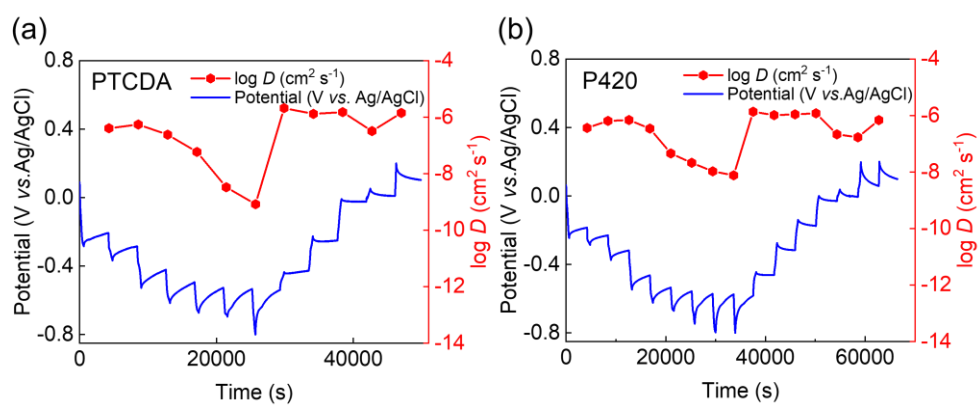 (a)
PTCDA
log D (cm² s⁻¹)
Potential (V vs. Ag/AgCl)
0.8
0.4
0.0
-0.4
-0.8
Potential (V vs.Ag/AgCl)
-4
-6
-8
-10
-12
-14
log D (cm² s⁻¹)
0
20000
40000
Time (s)
(b)
P420
log D (cm² s⁻¹)
Potential (V vs.Ag/AgCl)
0.8
0.4
0.0
-0.4
-0.8
Potential (V vs.Ag/AgCl)
-4
-6
-8
-10
-12
-14
log D (cm² s⁻¹)
0
20000
40000
60000
Time (s)